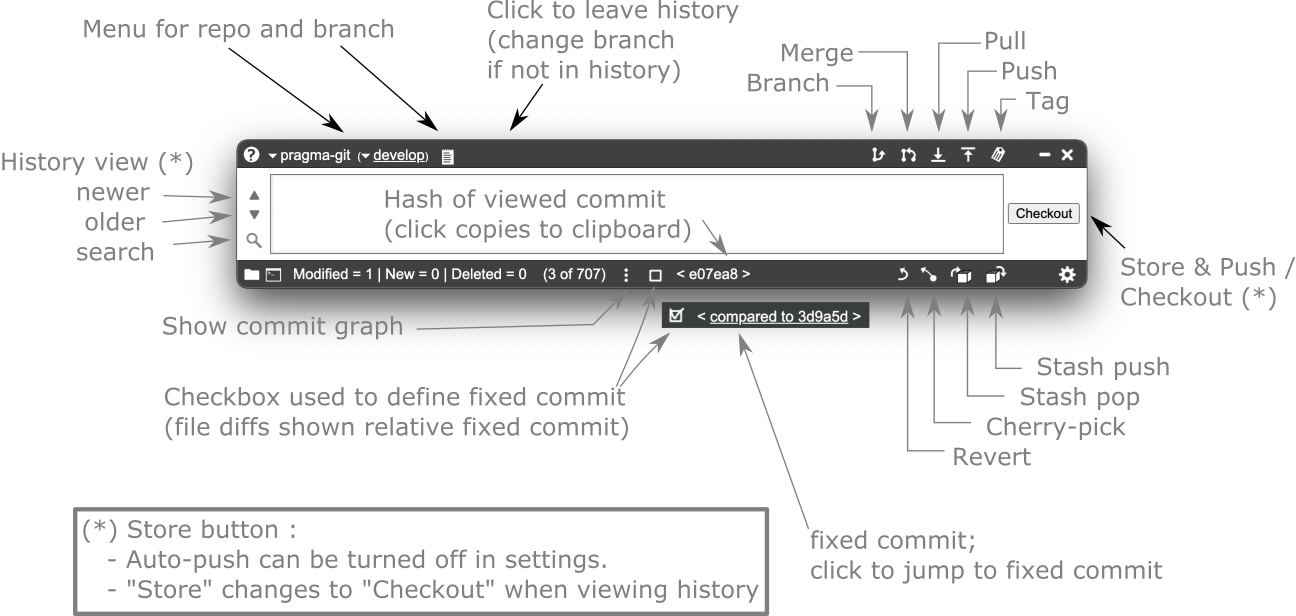 Click to leave history
(change branch
if not in history)
Menu for repo and branch
Merge
Branch
Pull
Push
Tag
pragma-git ( develop)
History view (*)
newer
older
search
Hash of viewed commit
(click copies to clipboard)
Checkout
Modified = 1 | New = 0 | Deleted = 0 (3 of 707)
< e07ea8 >
Store & Push /
Checkout (*)
Show commit graph
< compared to 3d9a5d >
Checkbox used to define fixed commit
(file diffs shown relative fixed commit)
Stash push
Stash pop
Cherry-pick
Revert
(*) Store button :
- Auto-push can be turned off in settings.
- "Store" changes to "Checkout" when viewing history
fixed commit;
click to jump to fixed commit